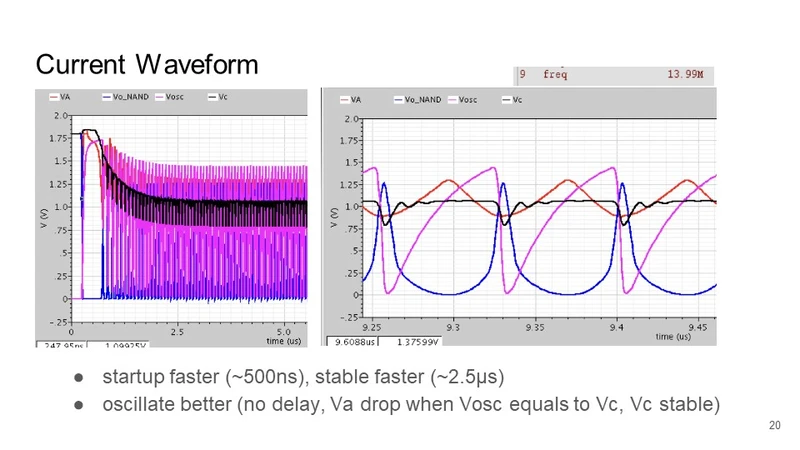 Current Waveform
9 freq 13.99M
VA Vo_NAND Vosc Vc
2.0
1.75
1.5
1.25
1.0
.75
.5
.25
0
-.25
V (V)
0 2.5 5.0
time (us)
247.95ns 1.09925V
VA Vo_NAND Vosc Vc
2.0
1.75
1.5
1.25
1.0
.75
.5
.25
0
-.25
V (V)
9.25 9.3 9.35 9.4 9.45
time (us)
9.6088us 1.37599V
● startup faster (~500ns), stable faster (~2.5µs)
● oscillate better (no delay, Va drop when Vosc equals to Vc, Vc stable)
20